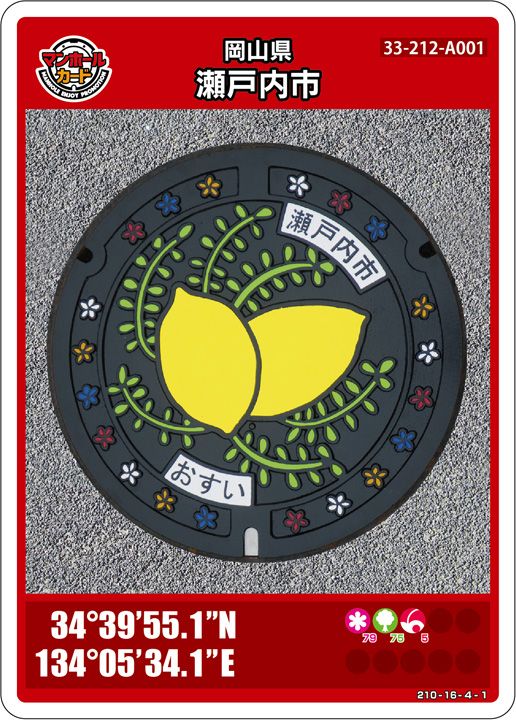 マンホール
カード
MANHOLE ENJOY PROMOTION
岡山県
瀬戸内市
33-212-A001
瀬戸内市
おすい
34°39'55.1"N
134°05'34.1"E
79 75 5
210-16-4-1